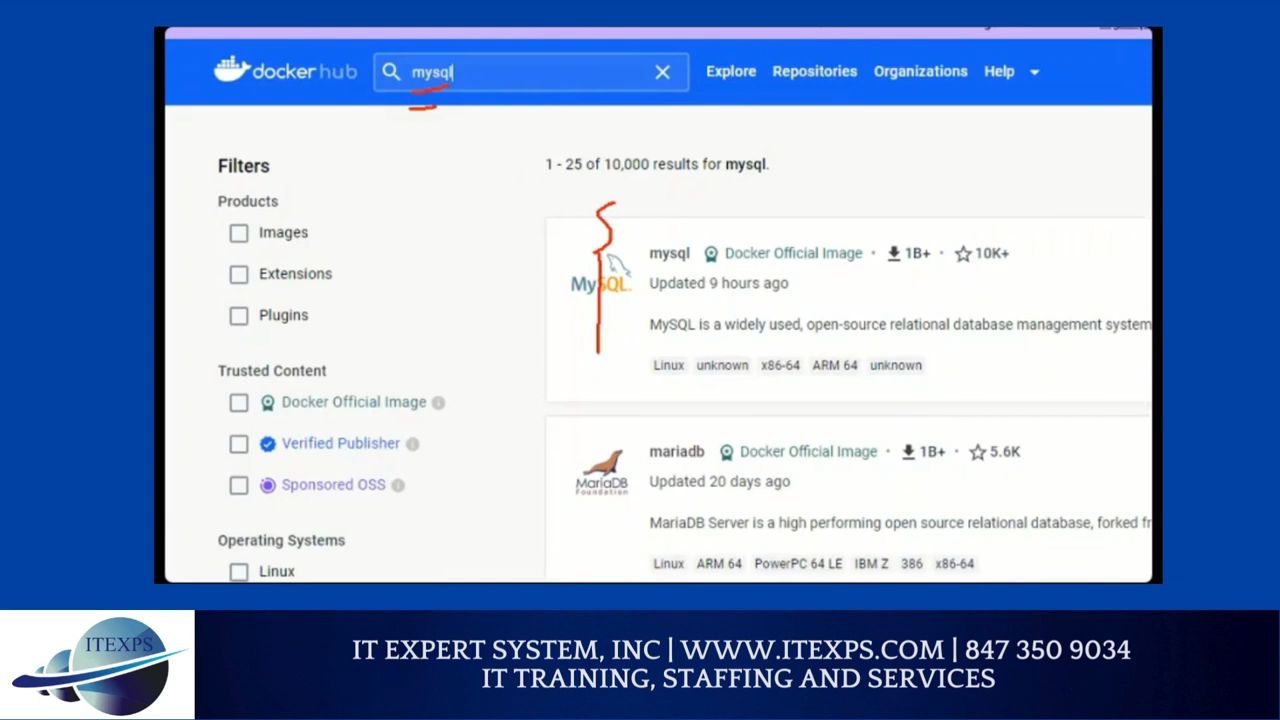 docker hub mysql Explore Repositories Organizations Help
Filters
1 - 25 of 10,000 results for mysql.
Products
Images
Extensions
Plugins
Trusted Content
Docker Official Image
Verified Publisher
Sponsored OSS
Operating Systems
Linux
mysql Docker Official Image · 1B+ · 10K+
MySQL.
Updated 9 hours ago
MySQL is a widely used, open-source relational database management system
Linux unknown x86-64 ARM 64 unknown
mariadb Docker Official Image · 1B+ · 5.6K
MariaDB
Foundation
Updated 20 days ago
MariaDB Server is a high performing open source relational database, forked
Linux ARM 64 PowerPC 64 LE IBM Z 386 x86-64
ITEXPS
IT EXPERT SYSTEM, INC | WWW.ITEXPS.COM | 847 350 9034
IT TRAINING, STAFFING AND SERVICES